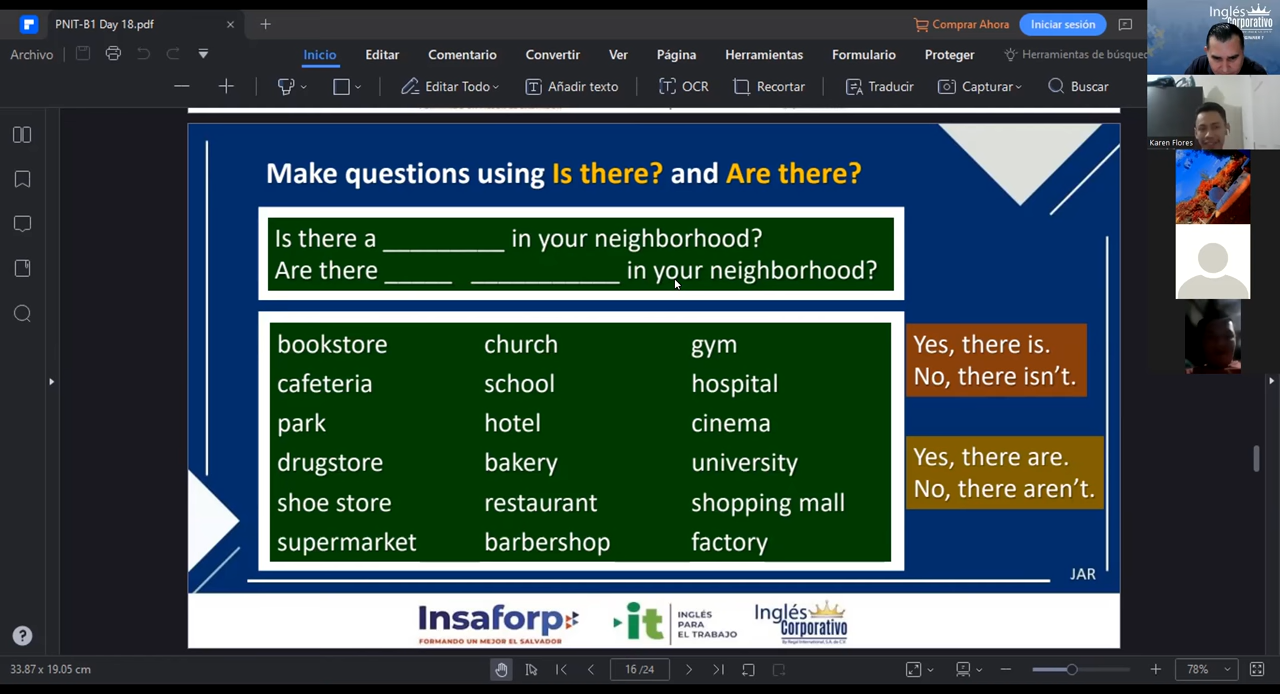 PNIT-B1 Day 18.pdf
Comprar Ahora
Iniciar sesión
Archivo
Inicio
Editar
Comentario
Convertir
Ver
Página
Herramientas
Formulario
Proteger
Herramientas de búsque
Editar Todo
Añadir texto
OCR
Recortar
Traducir
Capturar
Buscar
Inglés
Corporativo
Karen Flores
Make questions using Is there? and Are there?
Is there a _________ in your neighborhood?
Are there _____ ___________ in your neighborhood?
bookstore church gym
cafeteria school hospital
park hotel cinema
drugstore bakery university
shoe store restaurant shopping mall
supermarket barbershop factory
Yes, there is.
No, there isn't.
Yes, there are.
No, there aren't.
JAR
Insaforp
FORMANDO UN MEJOR EL SALVADOR
it
INGLÉS
PARA
EL TRABAJO
Inglés
Corporativo
33.87 x 19.05 cm
16/24
78%